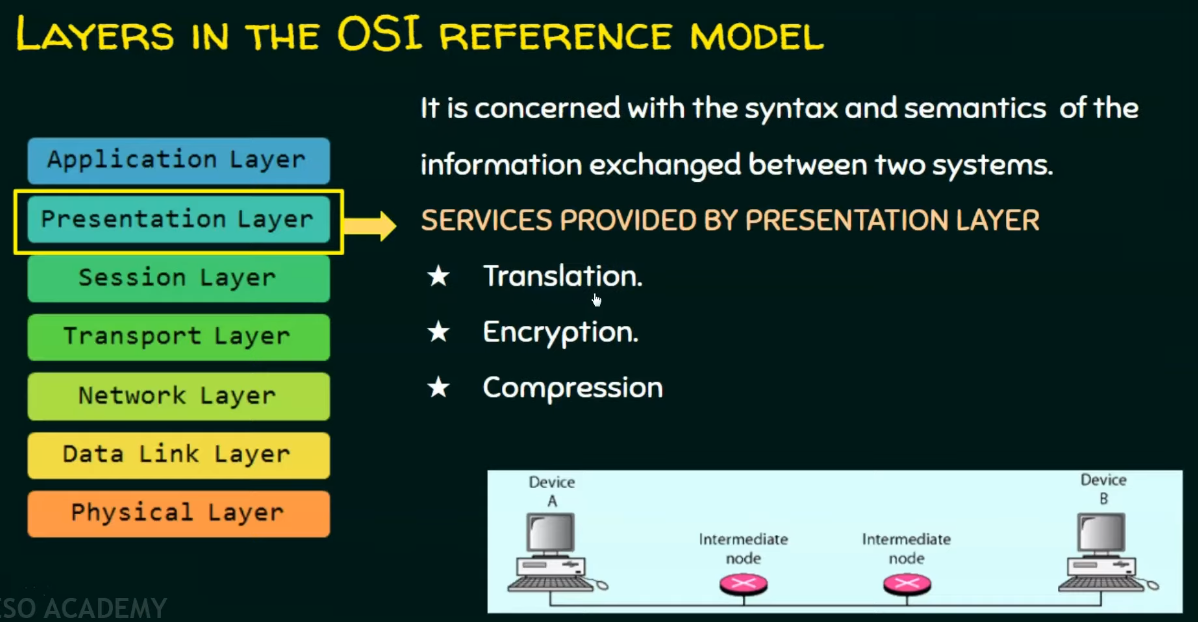 LAYERS IN THE OSI REFERENCE MODEL
It is concerned with the syntax and semantics of the
information exchanged between two systems.
SERVICES PROVIDED BY PRESENTATION LAYER
★ Translation.
★ Encryption.
★ Compression
Application Layer
Presentation Layer
Session Layer
Transport Layer
Network Layer
Data Link Layer
Physical Layer
Device
A
Intermediate
node
Intermediate
node
Device
B
ESO ACADEMY